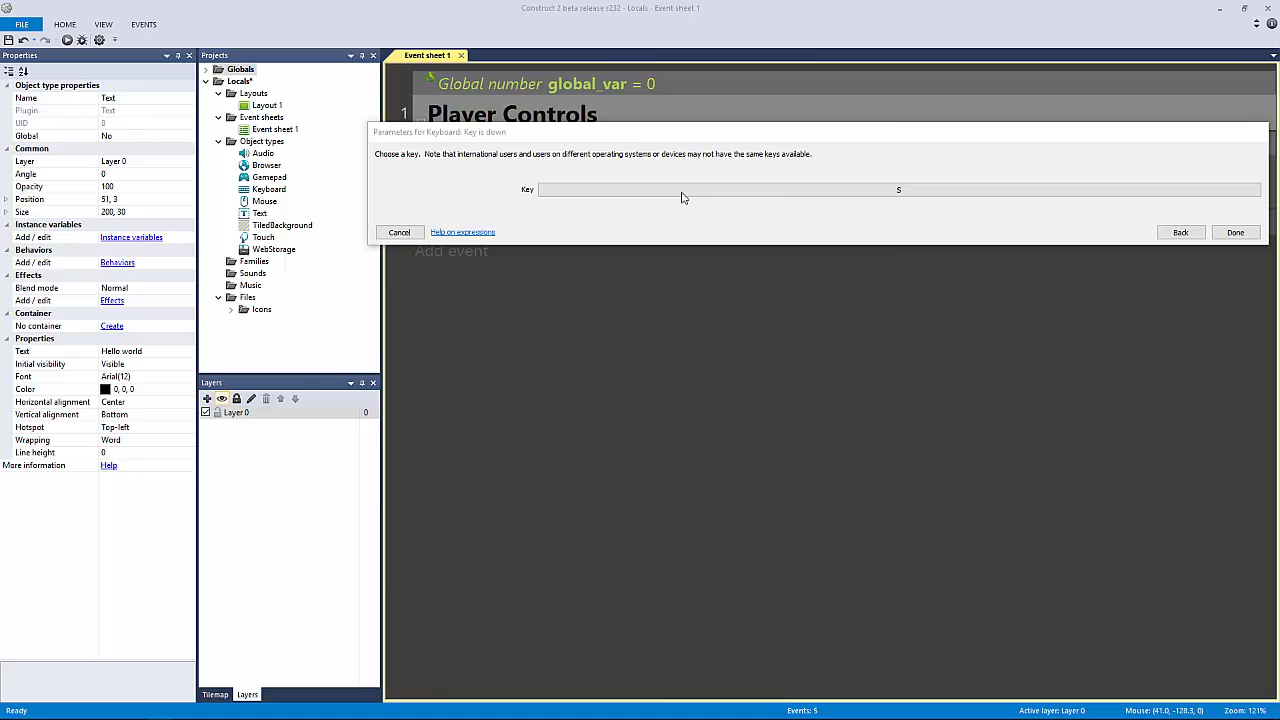 Construct 2 beta release r232 - Locals - Event sheet 1
FILE HOME VIEW EVENTS
Properties
Object type properties
Name Text
Plugin Text
UID 8
Global No
Common
Layer Layer 0
Angle 0
Opacity 100
Position 51, 3
Size 200, 30
Instance variables
Add / edit Instance variables
Behaviors
Add / edit Behaviors
Effects
Blend mode Normal
Add / edit Effects
Container
No container Create
Properties
Text Hello world
Initial visibility Visible
Font Arial(12)
Color 0, 0, 0
Horizontal alignment Center
Vertical alignment Bottom
Hotspot Top-left
Wrapping Word
Line height 0
More information Help
Projects
Globals
Locals*
Layouts
Layout 1
Event sheets
Event sheet 1
Object types
Audio
Browser
Gamepad
Keyboard
Mouse
Text
TiledBackground
Touch
WebStorage
Families
Sounds
Music
Files
Icons
Layers
Layer 0 0
Tilemap Layers
Event sheet 1
Global number global_var = 0
1 Player Controls
Parameters for Keyboard: Key is down
Choose a key. Note that international users and users on different operating systems or devices may not have the same keys available.
Key S
Cancel Help on expressions Back Done
Add event
Ready Events: 5 Active layer: Layer 0 Mouse: (41.0, -128.3, 0) Zoom: 121%